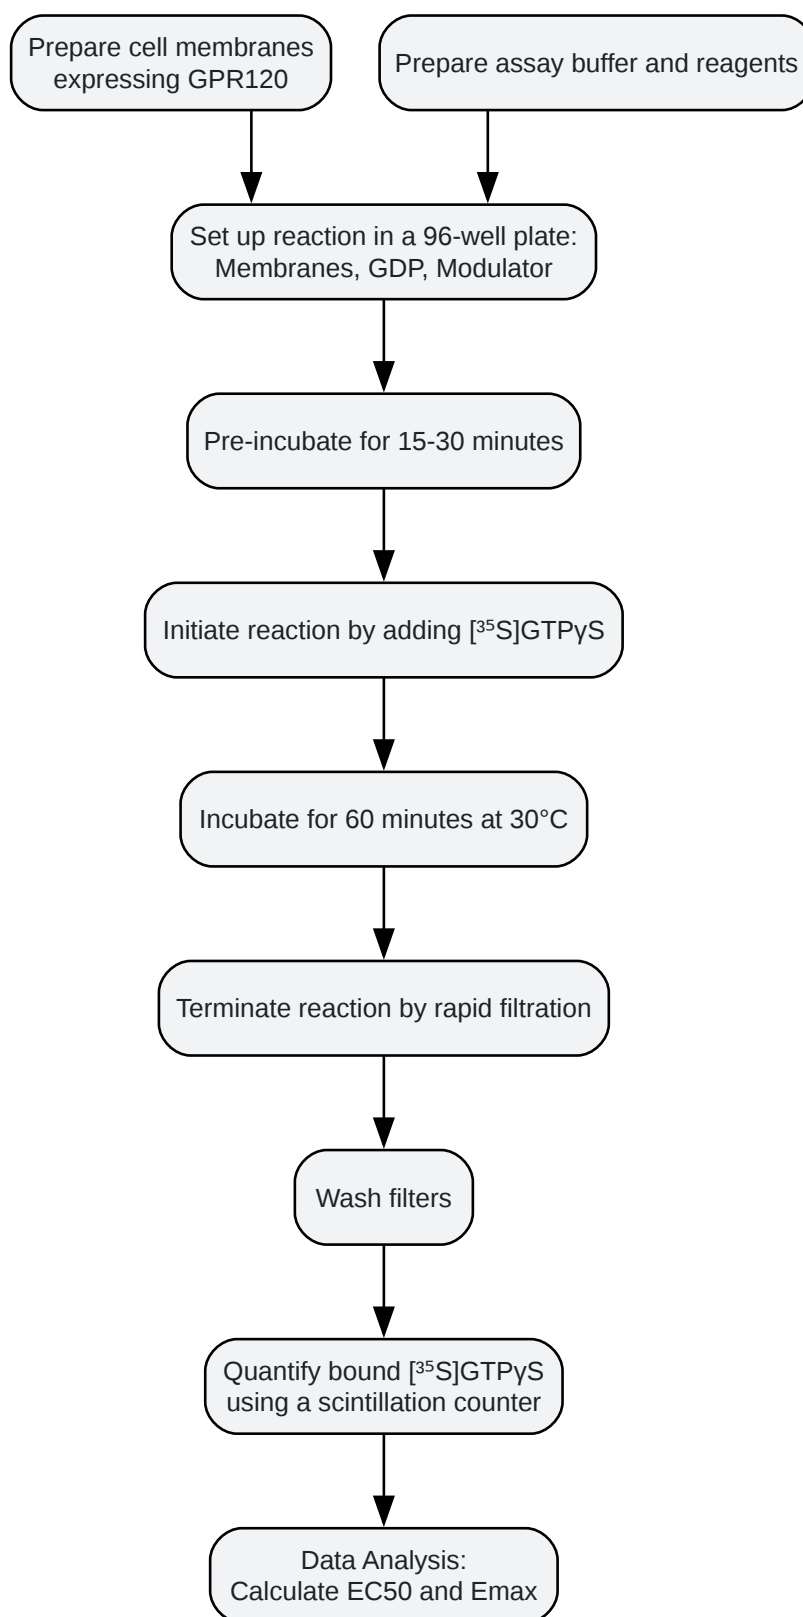 Prepare cell membranes
expressing GPR120
Prepare assay buffer and reagents
Set up reaction in a 96-well plate:
Membranes, GDP, Modulator
Pre-incubate for 15-30 minutes
Initiate reaction by adding [³⁵S]GTPγS
Incubate for 60 minutes at 30°C
Terminate reaction by rapid filtration
Wash filters
Quantify bound [³⁵S]GTPγS
using a scintillation counter
Data Analysis:
Calculate EC50 and Emax